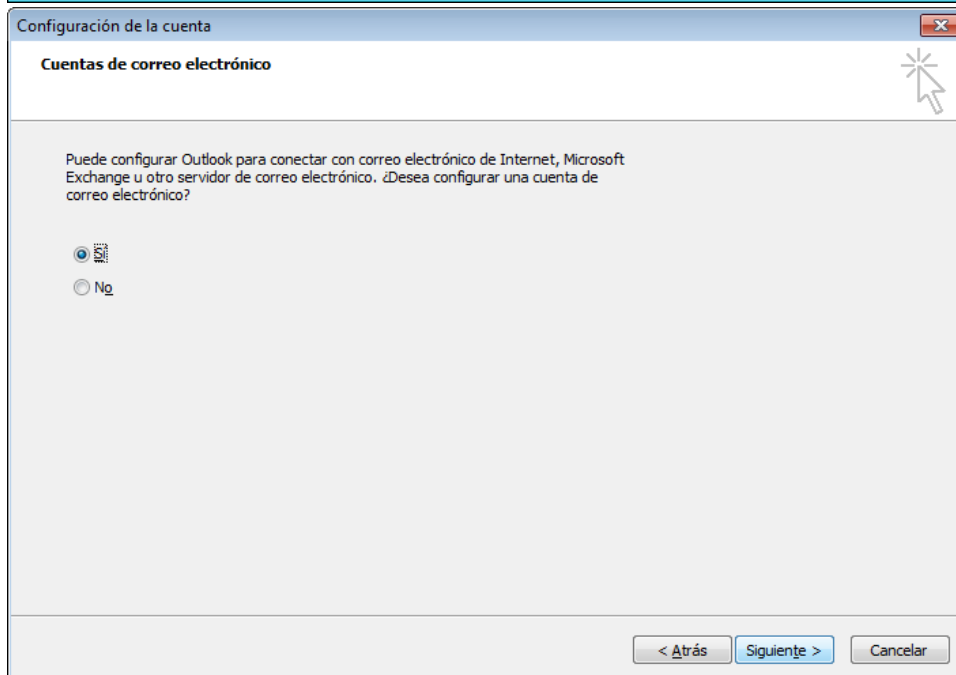 Configuración de la cuenta
Cuentas de correo electrónico
Puede configurar Outlook para conectar con correo electrónico de Internet, Microsoft
Exchange u otro servidor de correo electrónico. ¿Desea configurar una cuenta de
correo electrónico?
Sí
No
< Atrás
Siguiente >
Cancelar